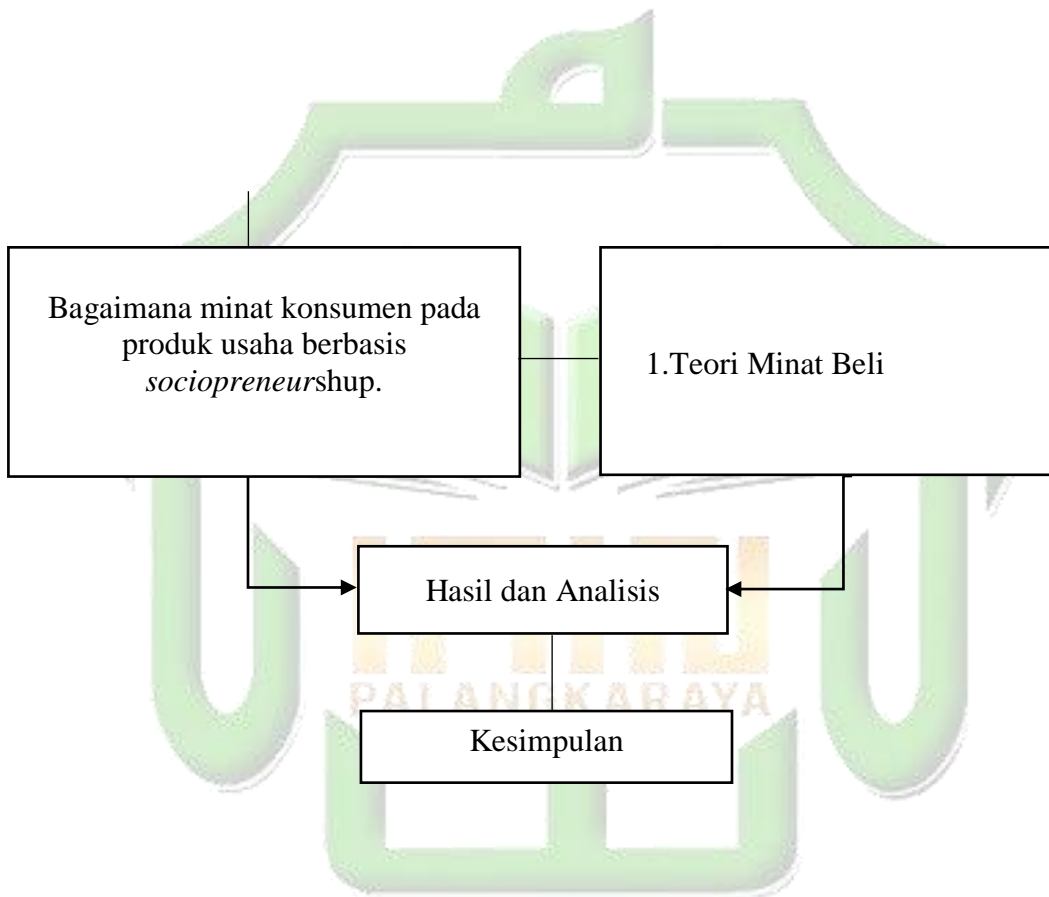 Bagaimana minat konsumen pada
produk usaha berbasis
sociopreneurshup.
1.Teori Minat Beli
Hasil dan Analisis
PALANGKARAYA
Kesimpulan